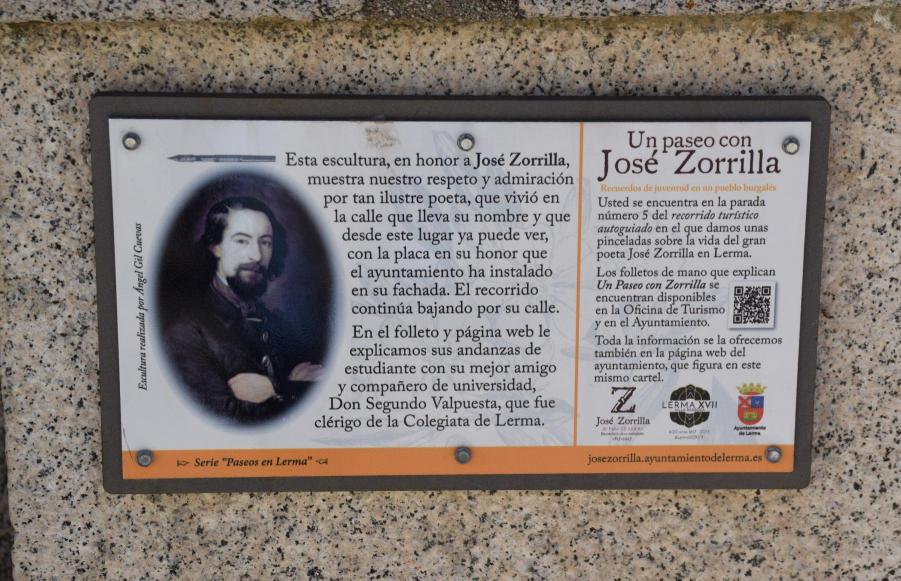 Escultura realizada por Ángel Gil Cuevas
Esta escultura, en honor a José Zorrilla,
muestra nuestro respeto y admiración
por tan ilustre poeta, que vivió en
la calle que lleva su nombre y que
desde este lugar ya puede ver,
con la placa en su honor que
el ayuntamiento ha instalado
en su fachada. El recorrido
continúa bajando por su calle.
En el folleto y página web le
explicamos sus andanzas de
estudiante con su mejor amigo
y compañero de universidad,
Don Segundo Valpuesta, que fue
clérigo de la Colegiata de Lerma.
Serie "Paseos en Lerma"
Un paseo con
José Zorrilla
Recuerdos de juventud en un pueblo burgalés
Usted se encuentra en la parada
número 5 del recorrido turístico
autoguiado en el que damos unas
pinceladas sobre la vida del gran
poeta José Zorrilla en Lerma.
Los folletos de mano que explican
Un Paseo con Zorrilla se
encuentran disponibles
en la Oficina de Turismo
y en el Ayuntamiento.
Toda la información se la ofrecemos
también en la página web del
ayuntamiento, que figura en este
mismo cartel.
Z
José Zorrilla
1817-2017
LERMA XVII
Ayuntamiento
de Lerma
josezorrilla.ayuntamientodelerma.es